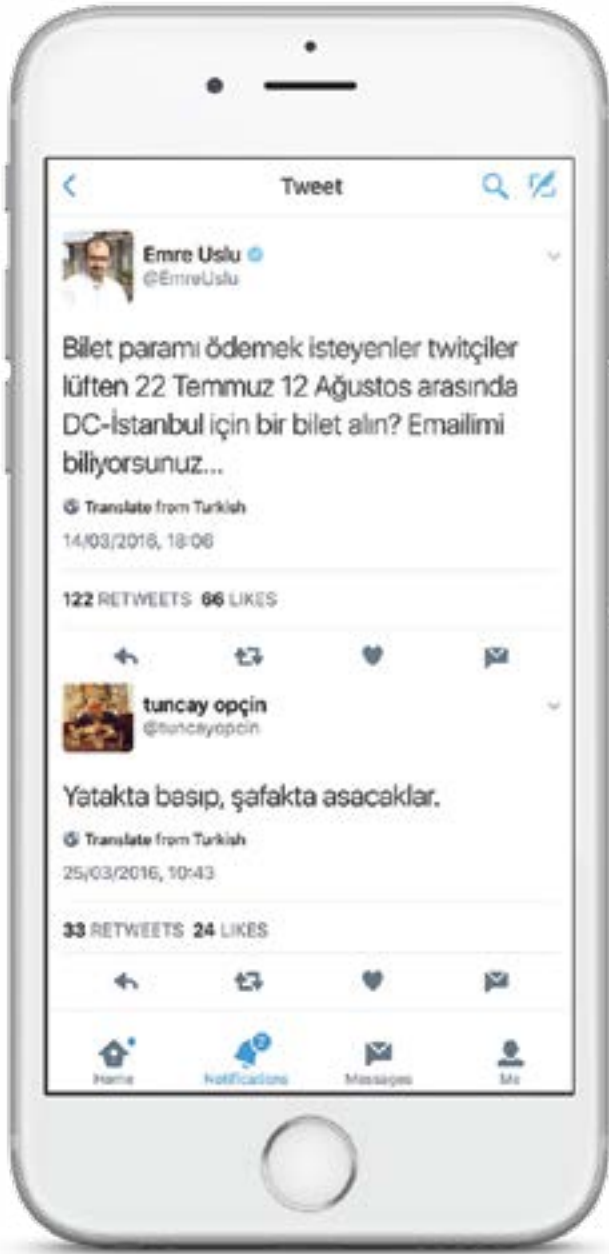 Tweet
Emre Uslu
@EmreUslu
Bilet paramı ödemek isteyenler twitçiler
lüften 22 Temmuz 12 Ağustos arasında
DC-İstanbul için bir bilet alın? Emailimi
biliyorsunuz...
Translate from Turkish
14/03/2016, 18:06
122 RETWEETS 66 LIKES
tuncay opçin
@tuncayopcin
Yatakta basıp, şafakta asacaklar.
Translate from Turkish
25/03/2016, 10:43
33 RETWEETS 24 LIKES
2
Home Notifications Messages Me